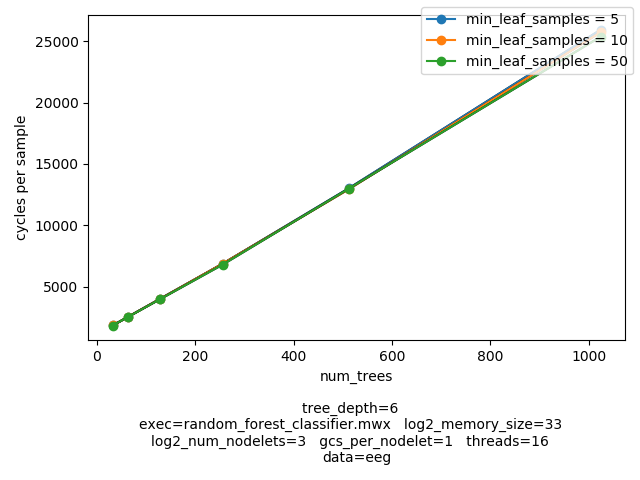 min_leaf_samples = 5
min_leaf_samples = 10
min_leaf_samples = 50
25000
20000
15000
10000
5000
cycles per sample
0
200
400
600
800
1000
num_trees
tree_depth=6
exec=random_forest_classifier.mwx   log2_memory_size=33
log2_num_nodelets=3   gcs_per_nodelet=1   threads=16
data=eeg